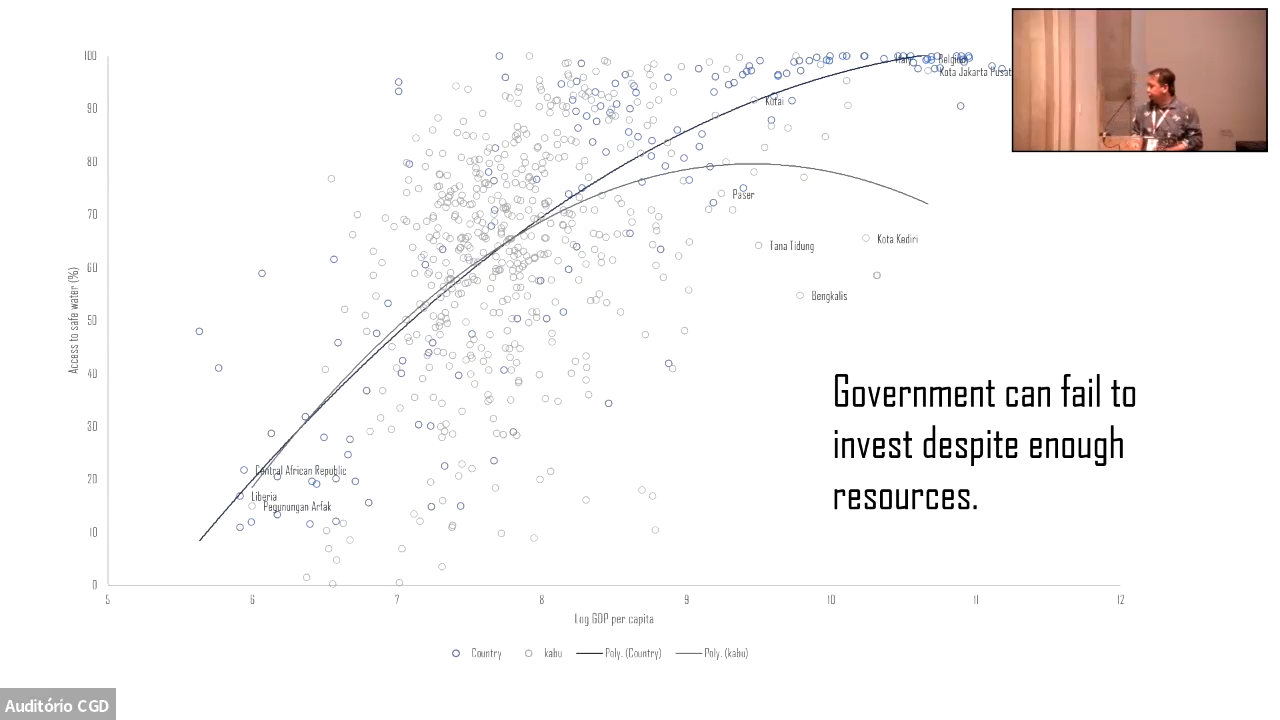 100
Italy
Belgium
Kota Jakarta Pusat
90
Kutai
80
Paser
70
Kota Kediri
Tana Tidung
60
Bengkalis
50
40
30
20
10
0
Access to safe water (%)
Central African Republic
Liberia
Pegunungan Arfak
Government can fail to
invest despite enough
resources.
5 6 7 8 9 10 11 12
Log GDP per capita
Country kabu Poly. (Country) Poly. (kabu)
Auditório CGD